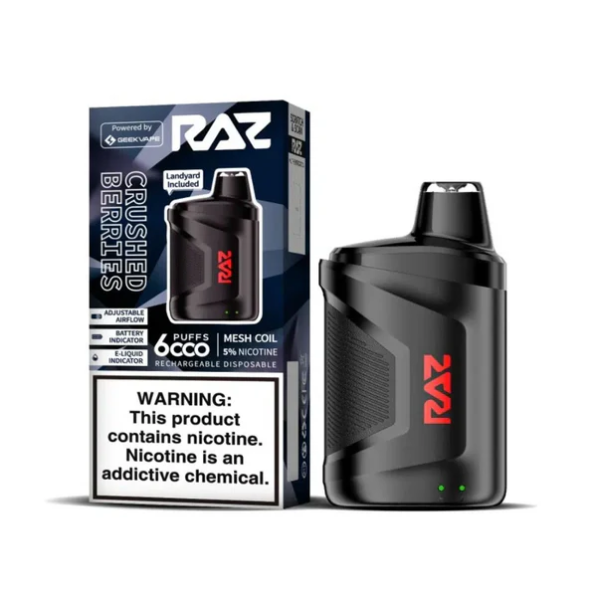 Powered by
GEEKVAPE
RAZ
CRUSHED
BERRIES
Landyard
Included
RAZ
ADJUSTABLE
AIRFLOW
BATTERY
INDICATOR
E-LIQUID
INDICATOR
PUFFS
6000
MESH COIL
5% NICOTINE
RECHARGEABLE DISPOSABLE
WARNING:
This product
contains nicotine.
Nicotine is an
addictive chemical.
RAZ
RAZ